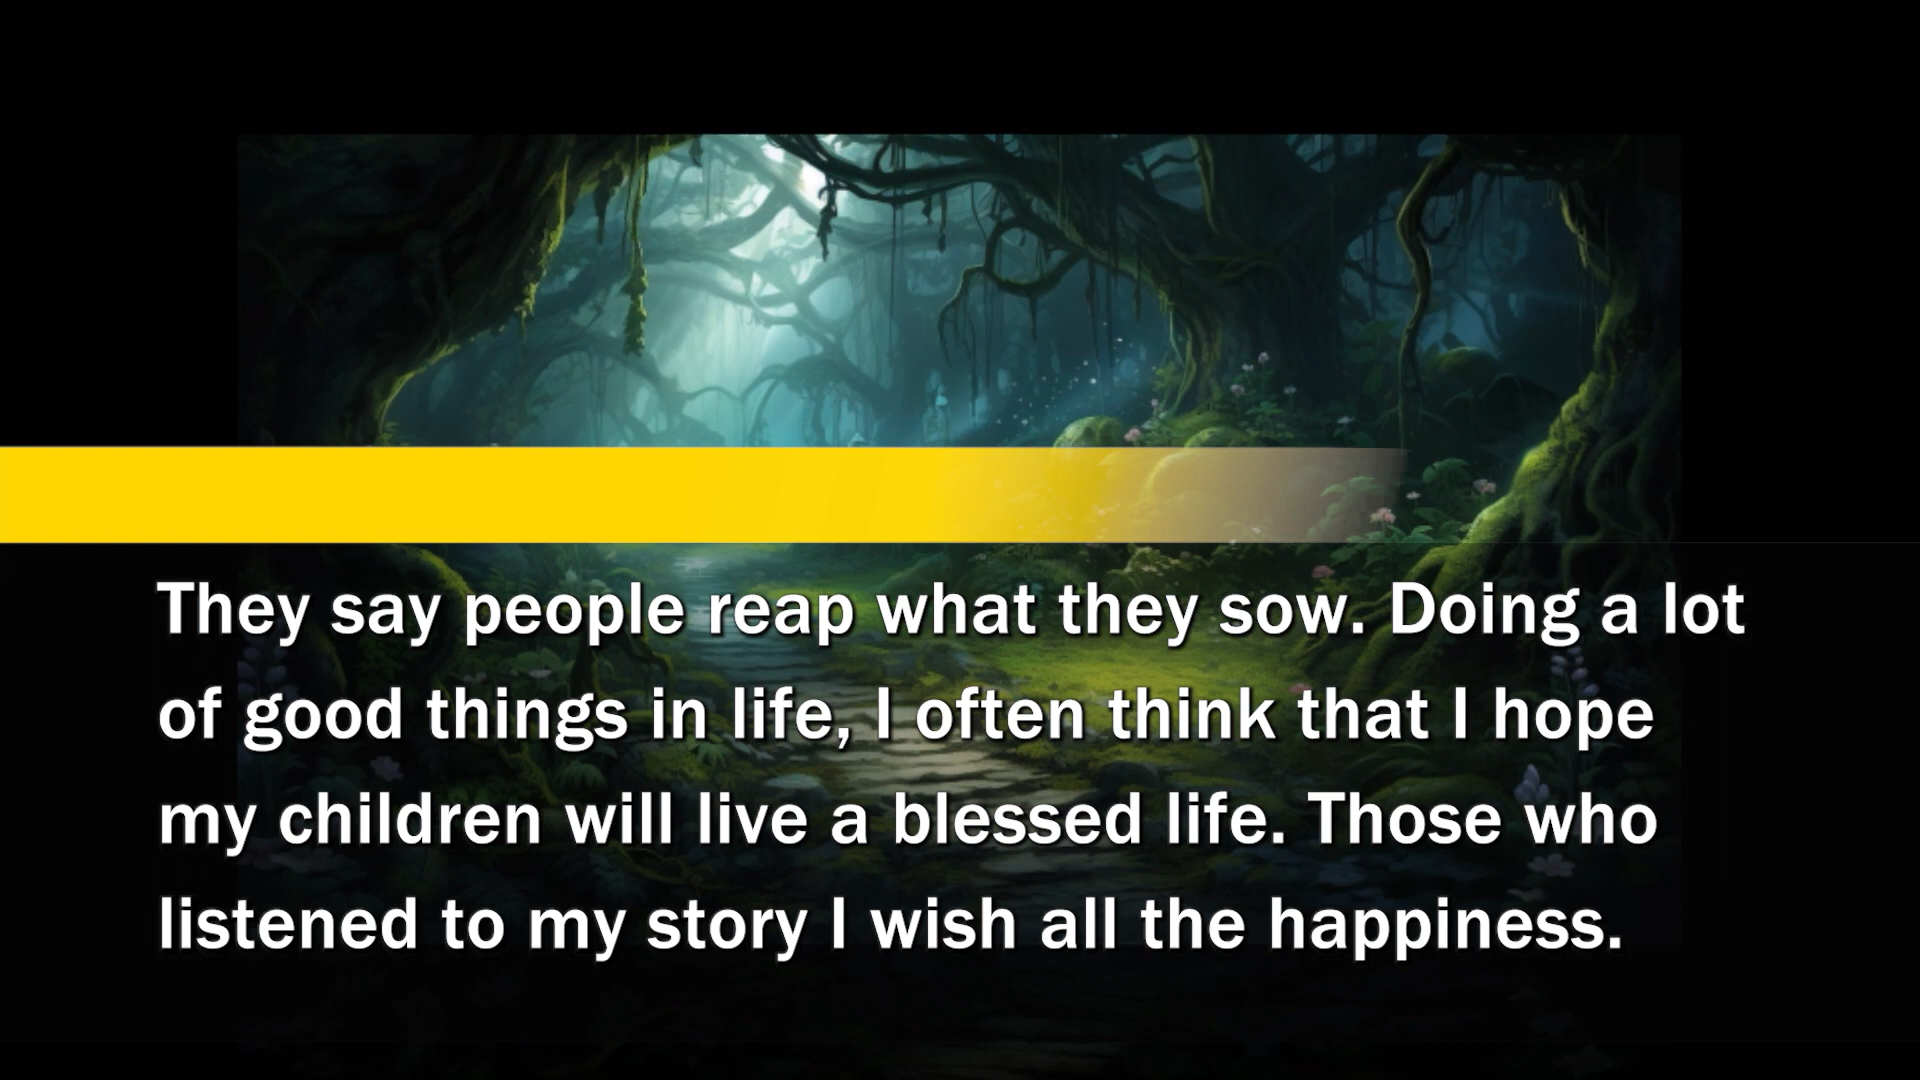 They say people reap what they sow. Doing a lot
of good things in life, I often think that I hope
my children will live a blessed life. Those who
listened to my story I wish all the happiness.